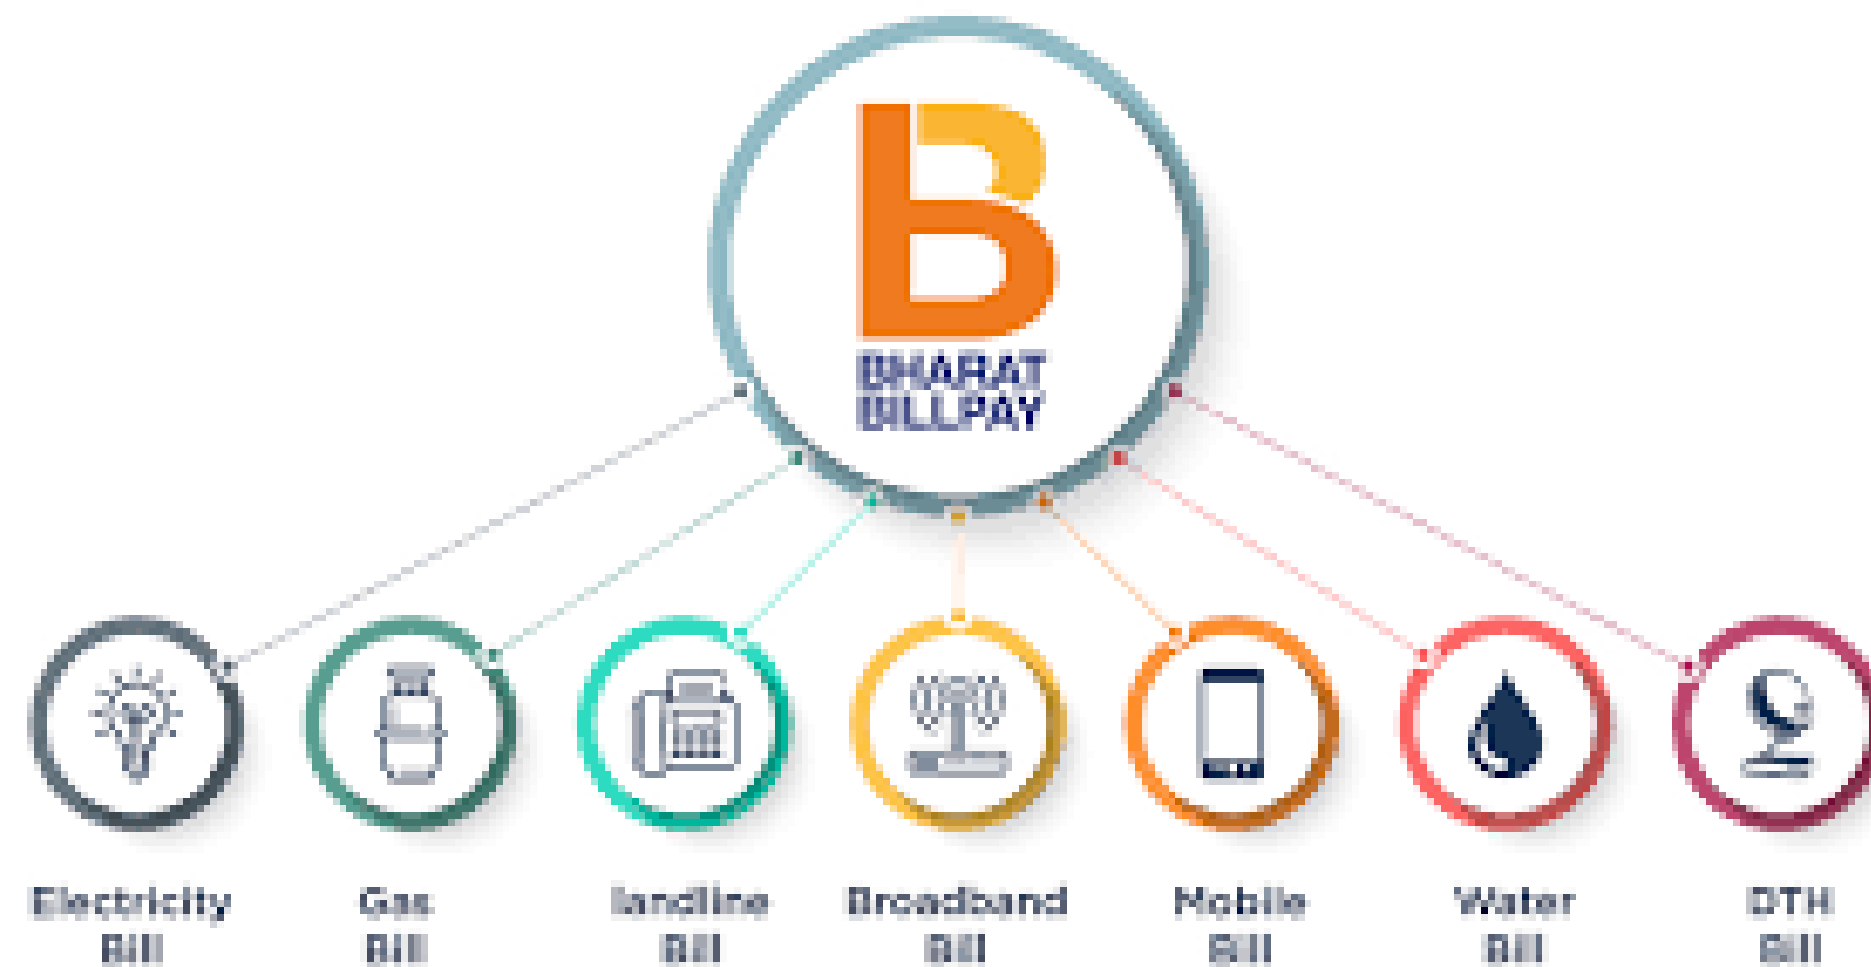 BHARAT
BILLPAY
Electricity
Bill
Gas
Bill
landline
Bill
Broadband
Bill
Mobile
Bill
Water
Bill
DTH
Bill